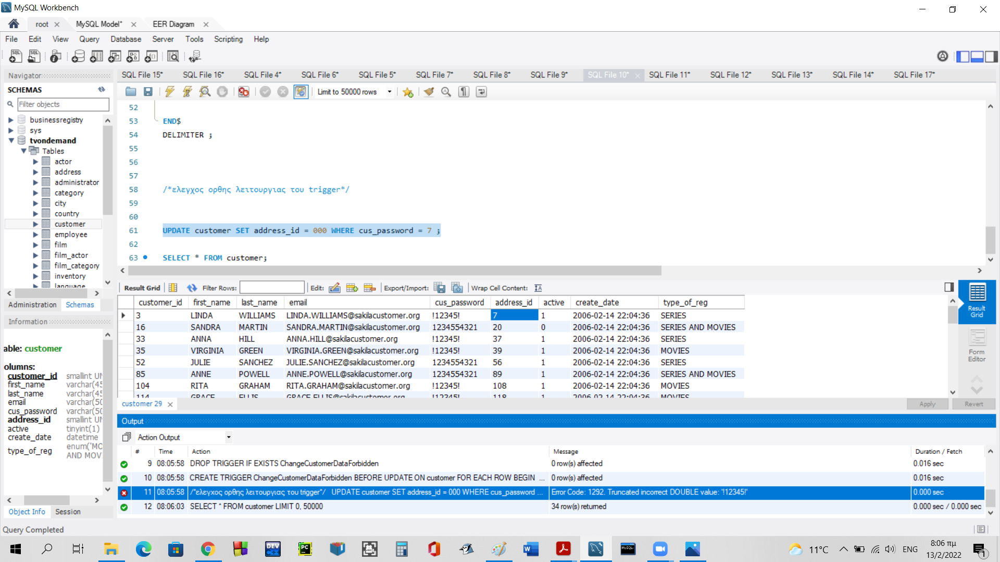 MySQL Workbench
root
MySQL Model*
EER Diagram
File Edit View Query Database Server Tools Scripting Help
Navigator
SQL File 15* SQL File 16* SQL File 4* SQL File 6* SQL File 5* SQL File 7* SQL File 8* SQL File 9* SQL File 10* SQL File 11* SQL File 12* SQL File 13* SQL File 14* SQL File 17*
SCHEMAS
Limit to 50000 rows
Filter objects
businessregistry
sys
tvondemand
Tables
actor
address
administrator
category
city
country
customer
employee
film
film_actor
film_category
inventory
language
Administration Schemas
Information
able: customer
olumns:
customer_id smallint UN
first_name varchar(45
last_name varchar(45
email varchar(50
cus_password varchar(50
address_id smallint UN
active tinyint(1)
create_date datetime
type_of_reg enum('MO
AND MOV
Object Info Session
52
53 END$
54 DELIMITER ;
55
56
57
58 /*ελεγχος ορθης λειτουργιας του trigger*/
59
60
61 UPDATE customer SET address_id = 000 WHERE cus_password = 7 ;
62
63 SELECT * FROM customer;
Result Grid Filter Rows: Edit: Export/Import: Wrap Cell Content:
customer_id first_name last_name email cus_password address_id active create_date type_of_reg
3 LINDA WILLIAMS LINDA.WILLIAMS@sakilacustomer.org !12345! 7 1 2006-02-14 22:04:36 SERIES
16 SANDRA MARTIN SANDRA.MARTIN@sakilacustomer.org 1234554321 20 0 2006-02-14 22:04:36 SERIES AND MOVIES
33 ANNA HILL ANNA.HILL@sakilacustomer.org !12345! 37 1 2006-02-14 22:04:36 SERIES
35 VIRGINIA GREEN VIRGINIA.GREEN@sakilacustomer.org !12345! 39 1 2006-02-14 22:04:36 MOVIES
52 JULIE SANCHEZ JULIE.SANCHEZ@sakilacustomer.org 1234554321 56 1 2006-02-14 22:04:36 SERIES
85 ANNE POWELL ANNE.POWELL@sakilacustomer.org 1234554321 89 1 2006-02-14 22:04:36 SERIES AND MOVIES
104 RITA GRAHAM RITA.GRAHAM@sakilacustomer.org !12345! 108 1 2006-02-14 22:04:36 MOVIES
114 GRACE ELLIS GRACE.ELLIS@sakilacustomer.org !12345! 118 1 2006-02-14 22:04:36 MOVIES
Result
Grid
Form
Editor
customer 29
Apply
Revert
Output
Action Output
# Time Action Message Duration / Fetch
9 08:05:58 DROP TRIGGER IF EXISTS ChangeCustomerDataForbidden 0 row(s) affected 0.016 sec
10 08:05:58 CREATE TRIGGER ChangeCustomerDataForbidden BEFORE UPDATE ON customer FOR EACH ROW BEGIN ... 0 row(s) affected 0.016 sec
11 08:05:58 /*ελεγχος ορθης λειτουργιας του trigger*/ UPDATE customer SET address_id = 000 WHERE cus_password ... Error Code: 1292. Truncated incorrect DOUBLE value: '!12345!' 0.000 sec
12 08:06:03 SELECT * FROM customer LIMIT 0, 50000 34 row(s) returned 0.000 sec / 0.000 sec
Query Completed
11°C
ENG
8:06 πμ
13/2/2022
1